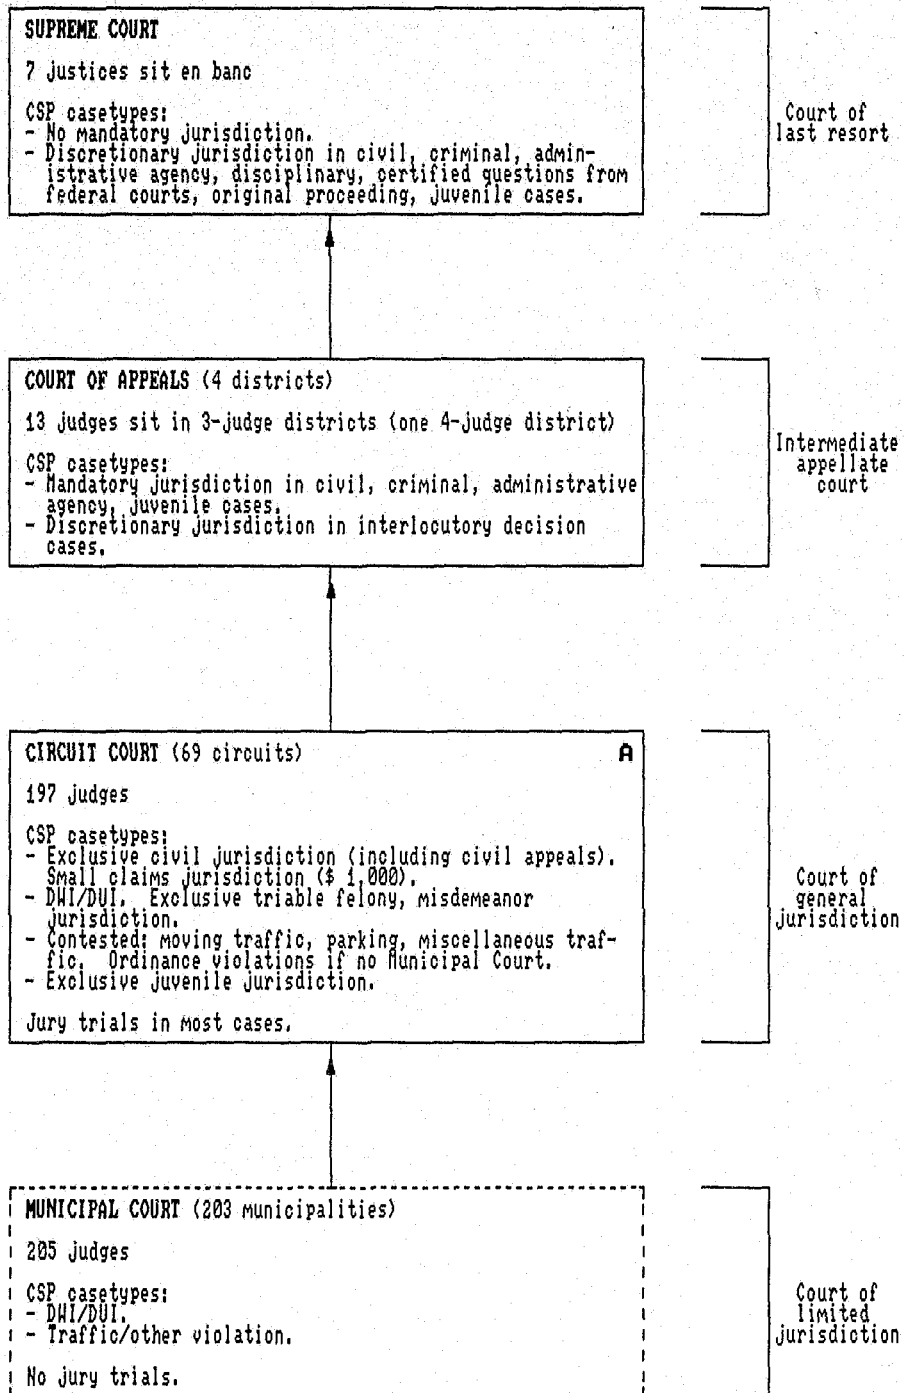 SUPREME COURT
7 justices sit en banc
CSP casetypes:
- No mandatory jurisdiction.
- Discretionary jurisdiction in civil, criminal, admin-
istrative agency, disciplinary, certified questions from
federal courts, original proceeding, juvenile cases.
Court of
last resort
COURT OF APPEALS (4 districts)
13 judges sit in 3-judge districts (one 4-judge district)
CSP casetypes:
- Mandatory jurisdiction in civil, criminal, administrative
agency, juvenile cases.
- Discretionary jurisdiction in interlocutory decision
cases.
Intermediate
appellate
court
CIRCUIT COURT (69 circuits)
A
197 judges
CSP casetypes:
- Exclusive civil jurisdiction (including civil appeals).
Small claims jurisdiction ($ 1,000).
- DWI/DUI. Exclusive triable felony, misdemeanor
jurisdiction.
- Contested: moving traffic, parking, miscellaneous traf-
fic. Ordinance violations if no Municipal Court.
- Exclusive juvenile jurisdiction.
Jury trials in most cases.
Court of
general
jurisdiction
MUNICIPAL COURT (203 municipalities)
205 judges
CSP casetypes:
- DWI/DUI.
- Traffic/other violation.
No jury trials.
Court of
limited
jurisdiction